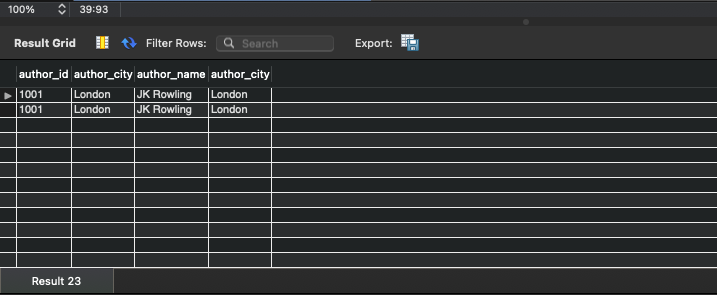 100% 39:93
Result Grid Filter Rows: Search Export:
author_id author_city author_name author_city
1001 London JK Rowling London
1001 London JK Rowling London
Result 23